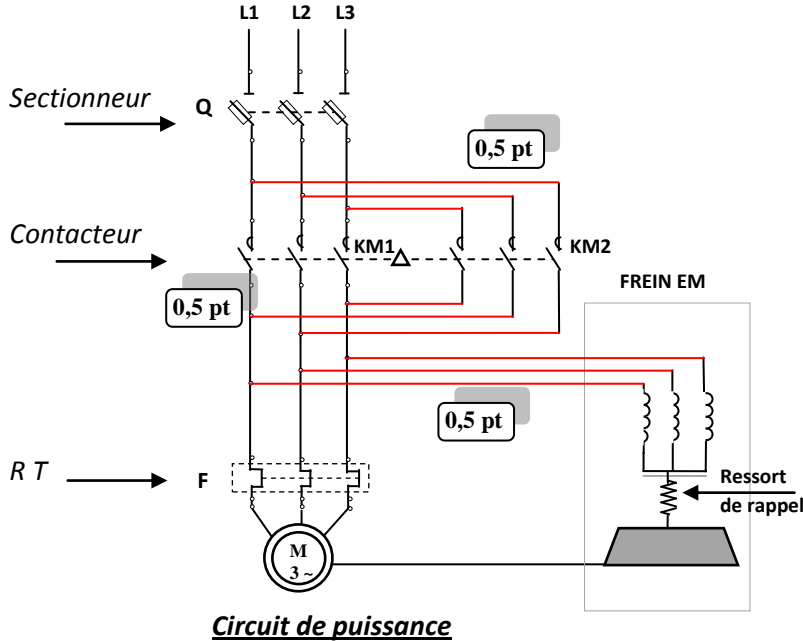 L1 L2 L3
Sectionneur
Q
0,5 pt
Contacteur
KM1
KM2
FREIN EM
0,5 pt
0,5 pt
R T
F
Ressort
de rappel
M
3 ~
Circuit de puissance